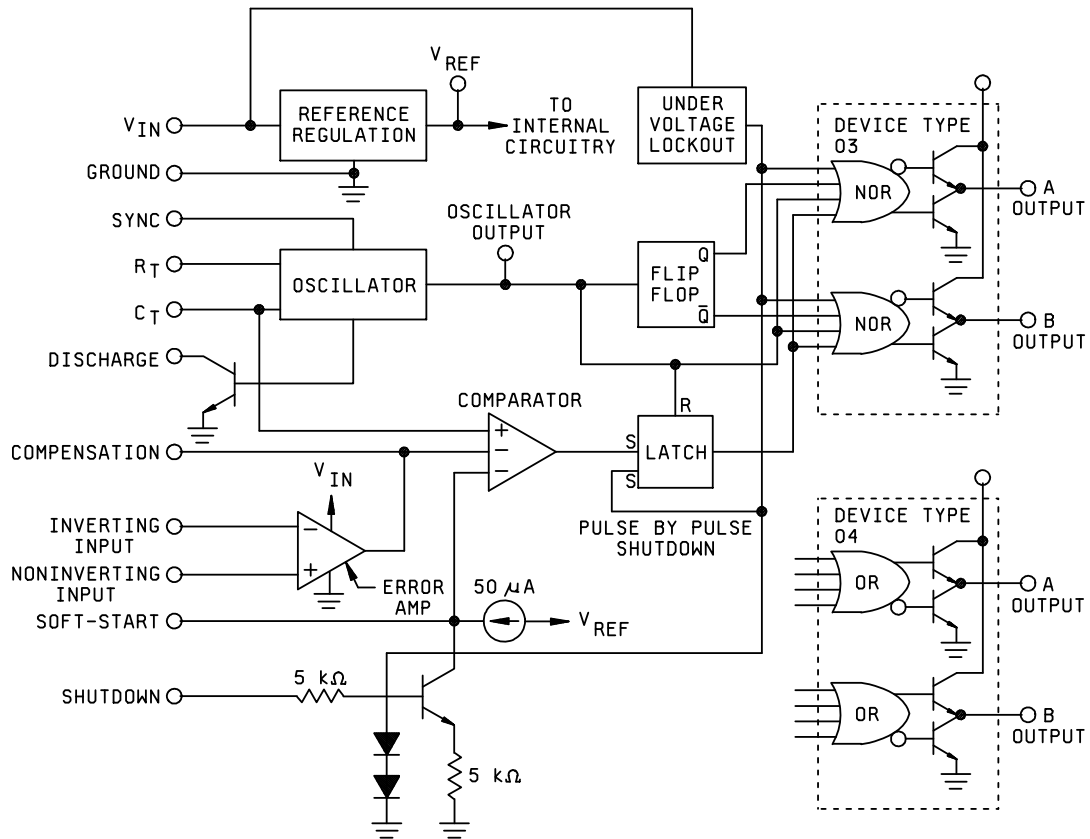 V REF
V IN
REFERENCE
REGULATION
TO
INTERNAL
CIRCUITRY
UNDER
VOLTAGE
LOCKOUT
GROUND
SYNC
R T
C T
OSCILLATOR
OSCILLATOR
OUTPUT
FLIP
FLOP
Q
Q̅
DISCHARGE
COMPARATOR
+
−
−
S
S
R
LATCH
PULSE BY PULSE
SHUTDOWN
COMPENSATION
V IN
INVERTING
INPUT
NONINVERTING
INPUT
−
+
ERROR
AMP
SOFT-START
50 µA
V REF
SHUTDOWN
5 kΩ
5 kΩ
DEVICE TYPE
03
NOR
A
OUTPUT
NOR
B
OUTPUT
DEVICE TYPE
04
OR
A
OUTPUT
OR
B
OUTPUT